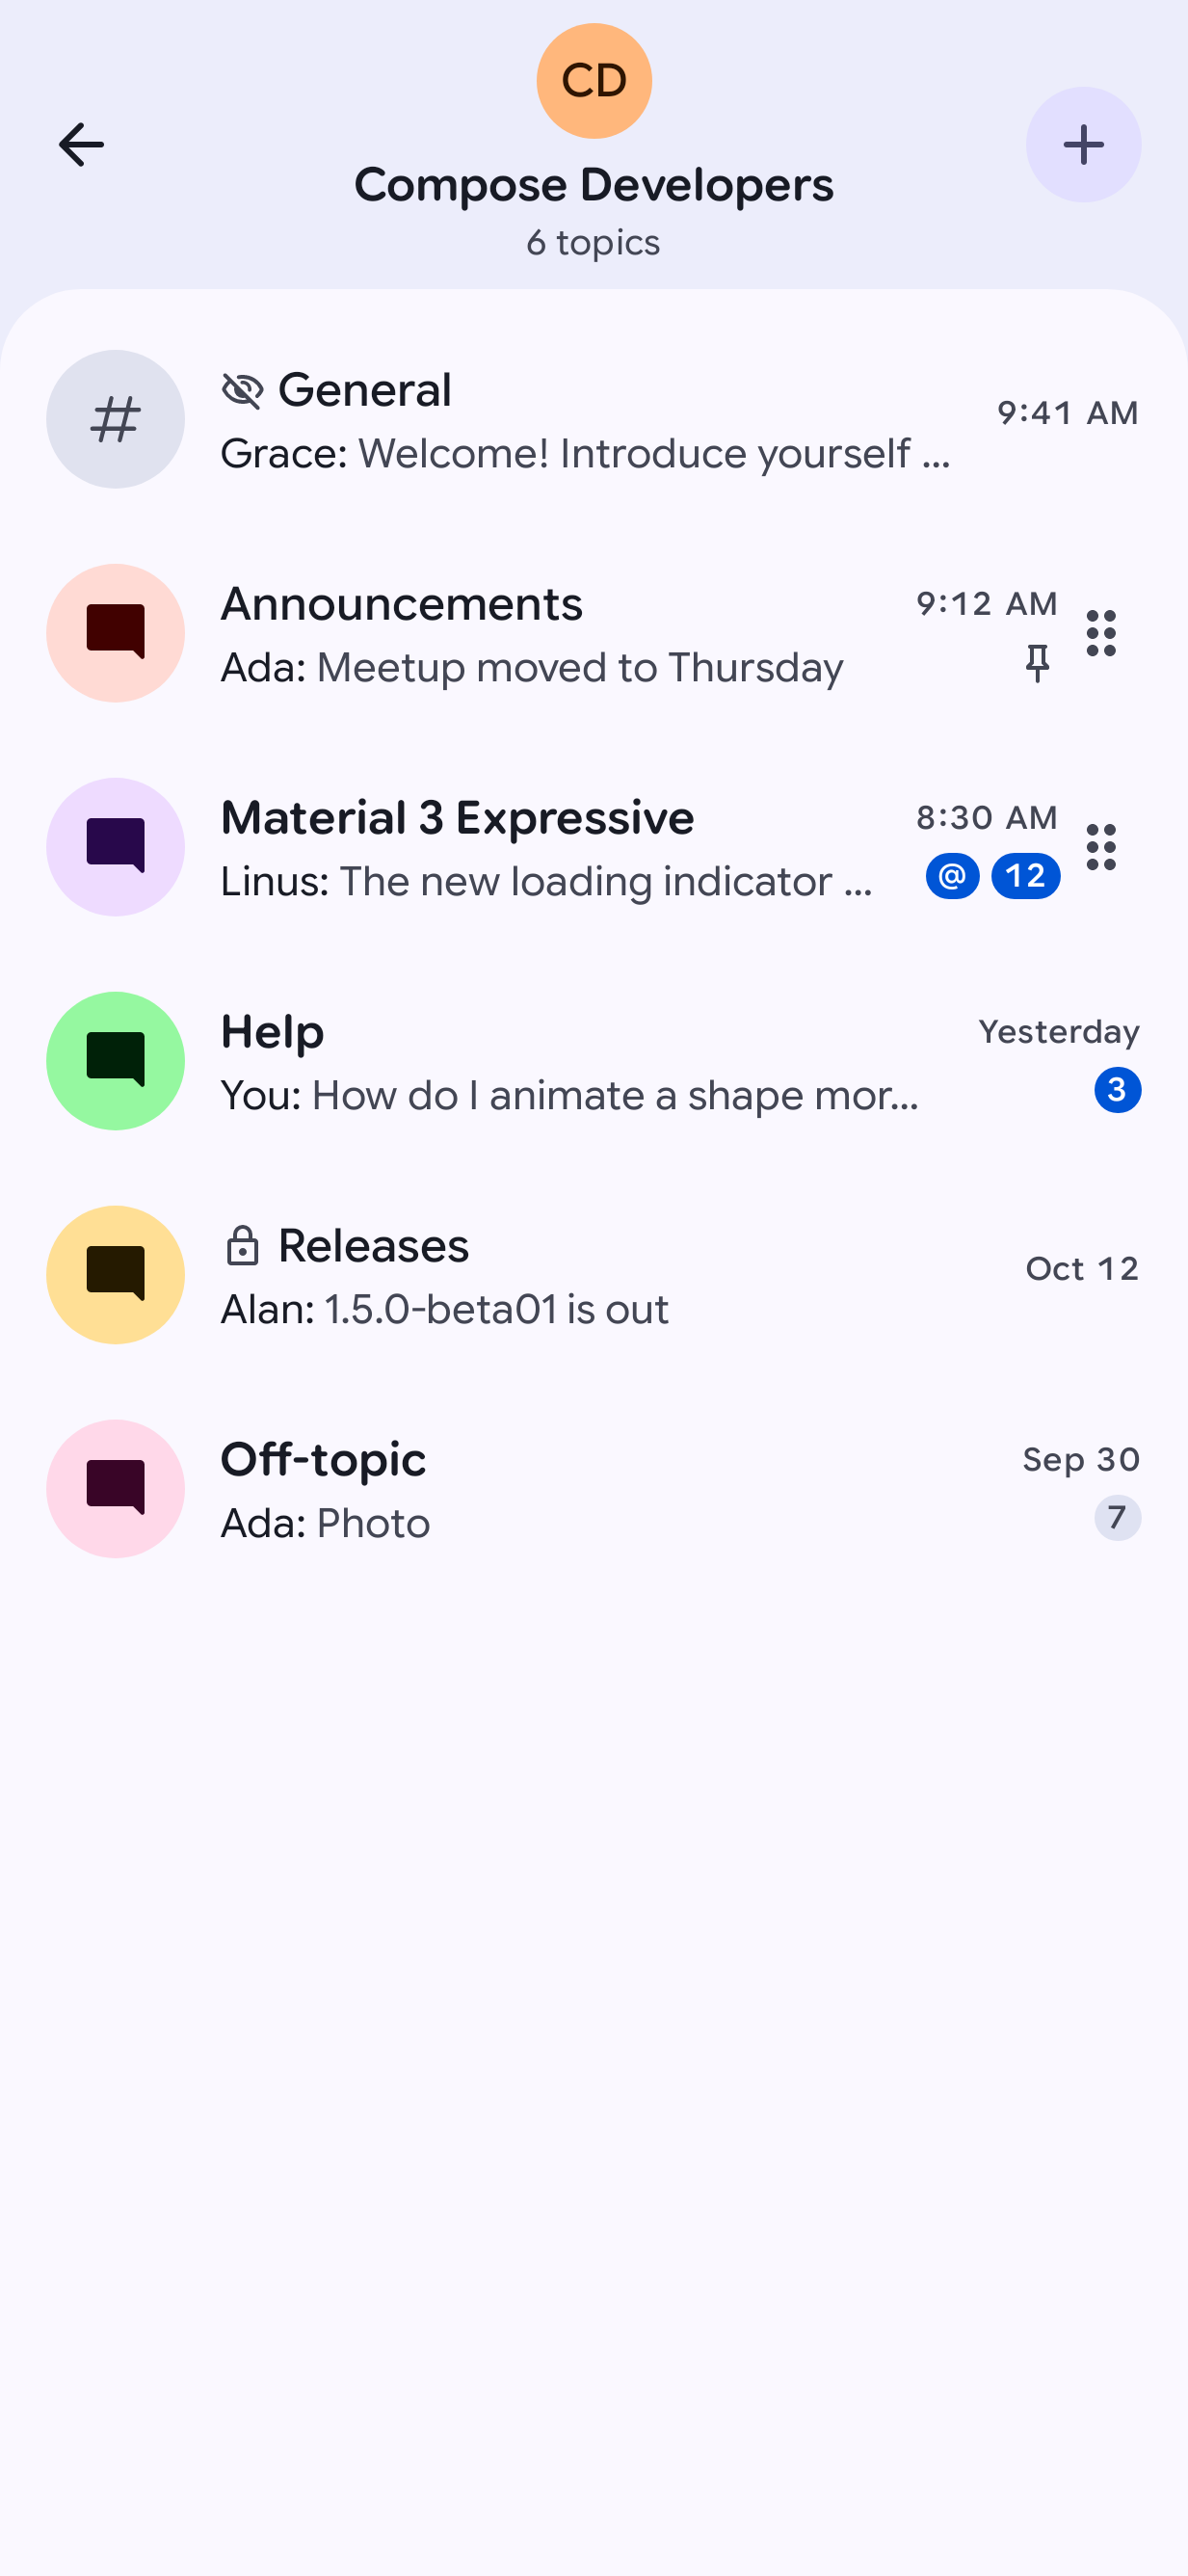 CD
Compose Developers
6 topics
General
9:41 AM
Grace: Welcome! Introduce yourself ...
Announcements
9:12 AM
Ada: Meetup moved to Thursday
Material 3 Expressive
8:30 AM
Linus: The new loading indicator ...
@ 12
Help
Yesterday
You: How do I animate a shape mor...
3
Releases
Oct 12
Alan: 1.5.0-beta01 is out
Off-topic
Sep 30
Ada: Photo
7